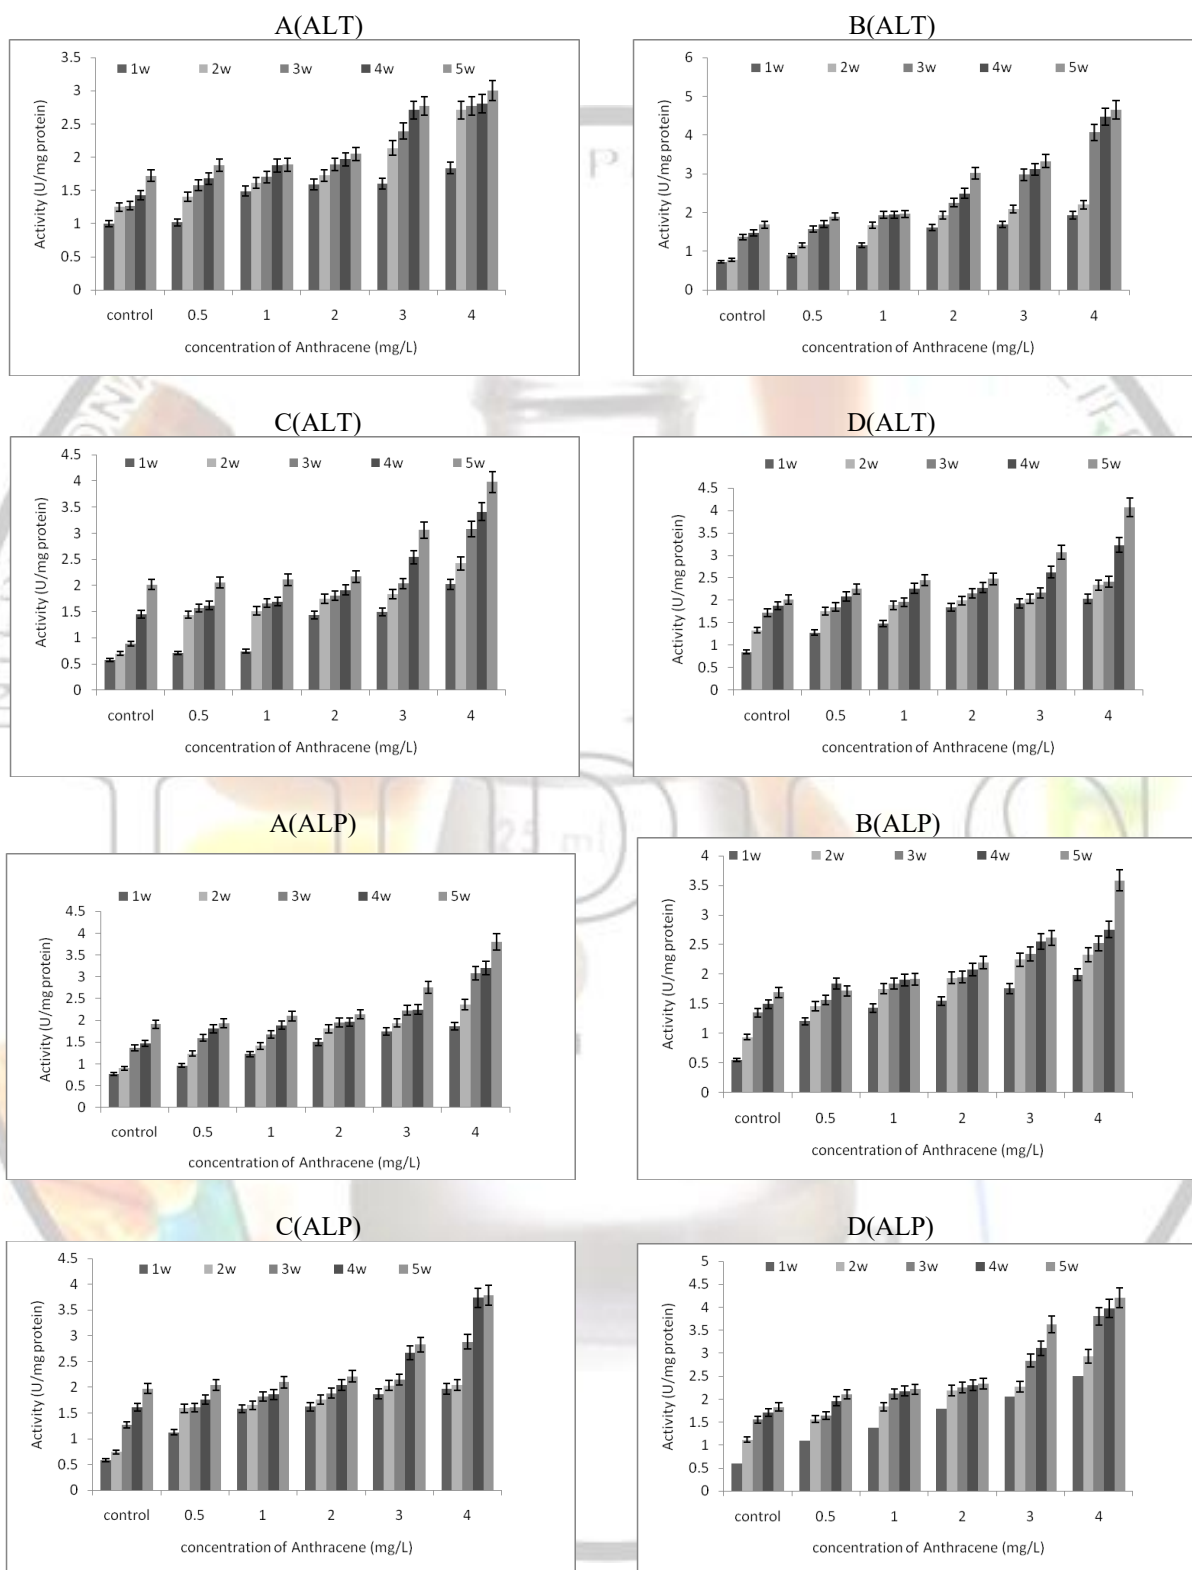 A(ALT)
3.5
3
2.5
2
1.5
1
0.5
0
1w 2w 3w 4w 5w
Activity (U/mg protein)
control 0.5 1 2 3 4
concentration of Anthracene (mg/L)
B(ALT)
6
5
4
3
2
1
0
1w 2w 3w 4w 5w
Activity (U/mg protein)
control 0.5 1 2 3 4
concentration of Anthracene (mg/L)
C(ALT)
4.5
4
3.5
3
2.5
2
1.5
1
0.5
0
1w 2w 3w 4w 5w
Activity (U/mg protein)
control 0.5 1 2 3 4
concentration of Anthracene (mg/L)
D(ALT)
1w 2w 3w 4w 5w
4.5
4
3.5
3
2.5
2
1.5
1
0.5
0
Activity (U/mg protein)
control 0.5 1 2 3 4
concentration of Anthracene (mg/L)
A(ALP)
1w 2w 3w 4w 5w
4.5
4
3.5
3
2.5
2
1.5
1
0.5
0
Activity (U/mg protein)
control 0.5 1 2 3 4
concentration of Anthracene (mg/L)
B(ALP)
4
3.5
3
2.5
2
1.5
1
0.5
0
1w 2w 3w 4w 5w
Activity (U/mg protein)
control 0.5 1 2 3 4
concentration of Anthracene (mg/L)
25 ml
C(ALP)
4.5
4
3.5
3
2.5
2
1.5
1
0.5
0
1w 2w 3w 4w 5w
Activity (U/mg protein)
control 0.5 1 2 3 4
concentration of Anthracene (mg/L)
D(ALP)
5
4.5
4
3.5
3
2.5
2
1.5
1
0.5
0
1w 2w 3w 4w 5w
Activity (U/mg protein)
control 0.5 1 2 3 4
concentration of Anthracene (mg/L)